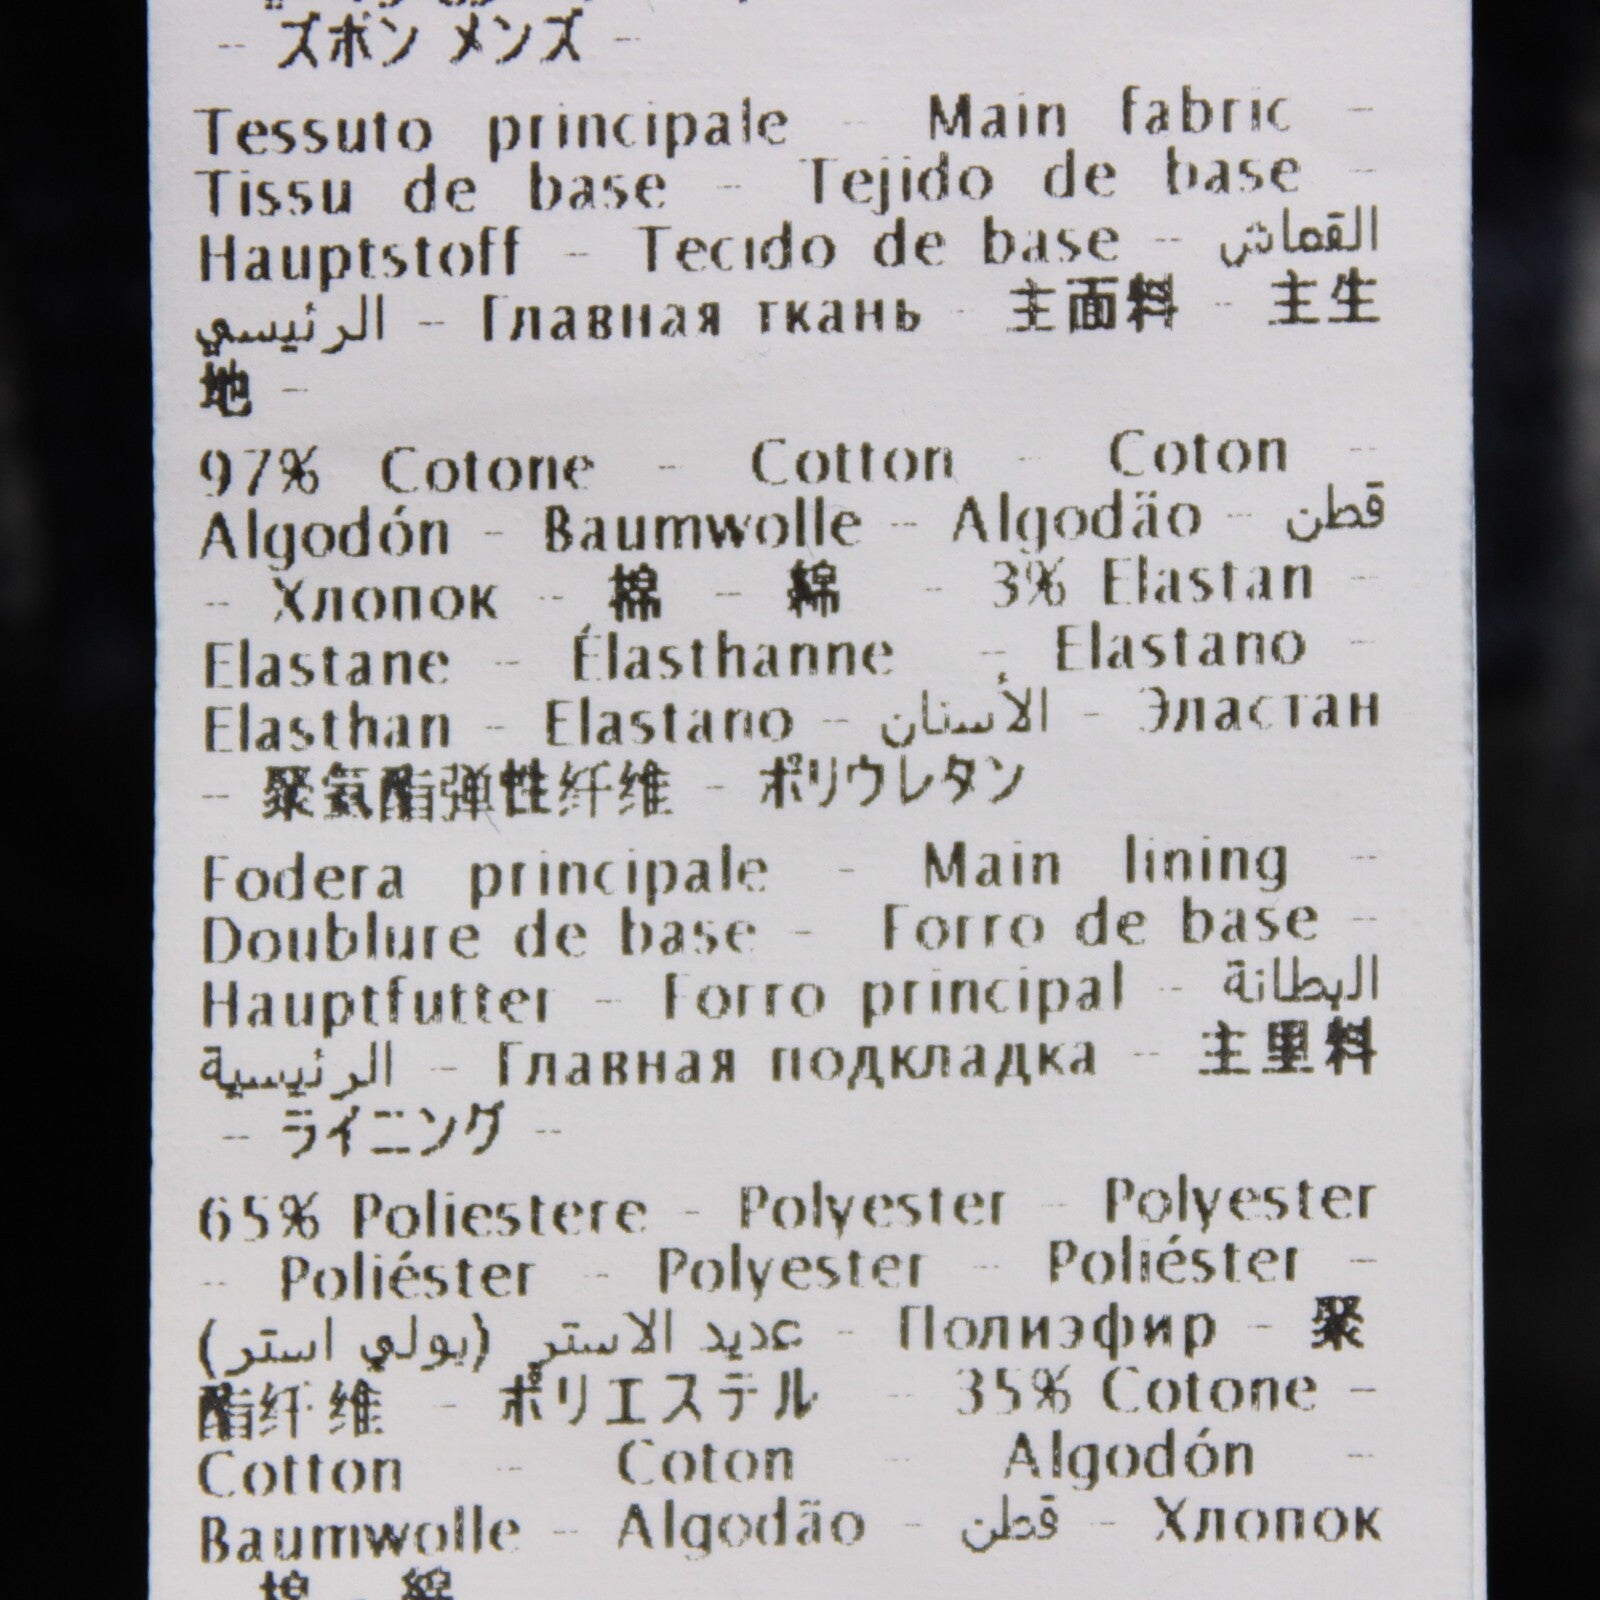 -- ズボン メンズ --
Tessuto principale - Main fabric -
Tissu de base - Tejido de base -
Hauptstoff - Tecido de base - القماش
الرئيسي - Главная ткань - 主面料 - 主生
地 -
97% Cotone - Cotton - Coton -
Algodón - Baumwolle - Algodão - قطن
- Хлопок - 棉 - 綿 - 3% Elastan -
Elastane - Élasthanne - Elastano -
Elasthan - Elastano - الأستان - Эластан
- 聚氨酯弹性纤维 - ポリウレタン
Fodera principale - Main lining -
Doublure de base - Forro de base -
Hauptfutter - Forro principal - البطانة
الرئيسية - Главная подкладка - 主里料
- ライニング -
65% Poliestere - Polyester - Polyester
- Poliéster - Polyester - Poliéster -
عديد الاستر (بولي استر) - Полиэфир - 聚
酯纤维 - ポリエステル - 35% Cotone -
Cotton - Coton - Algodón -
Baumwolle - Algodão - قطن - Хлопок
- 棉 - 綿